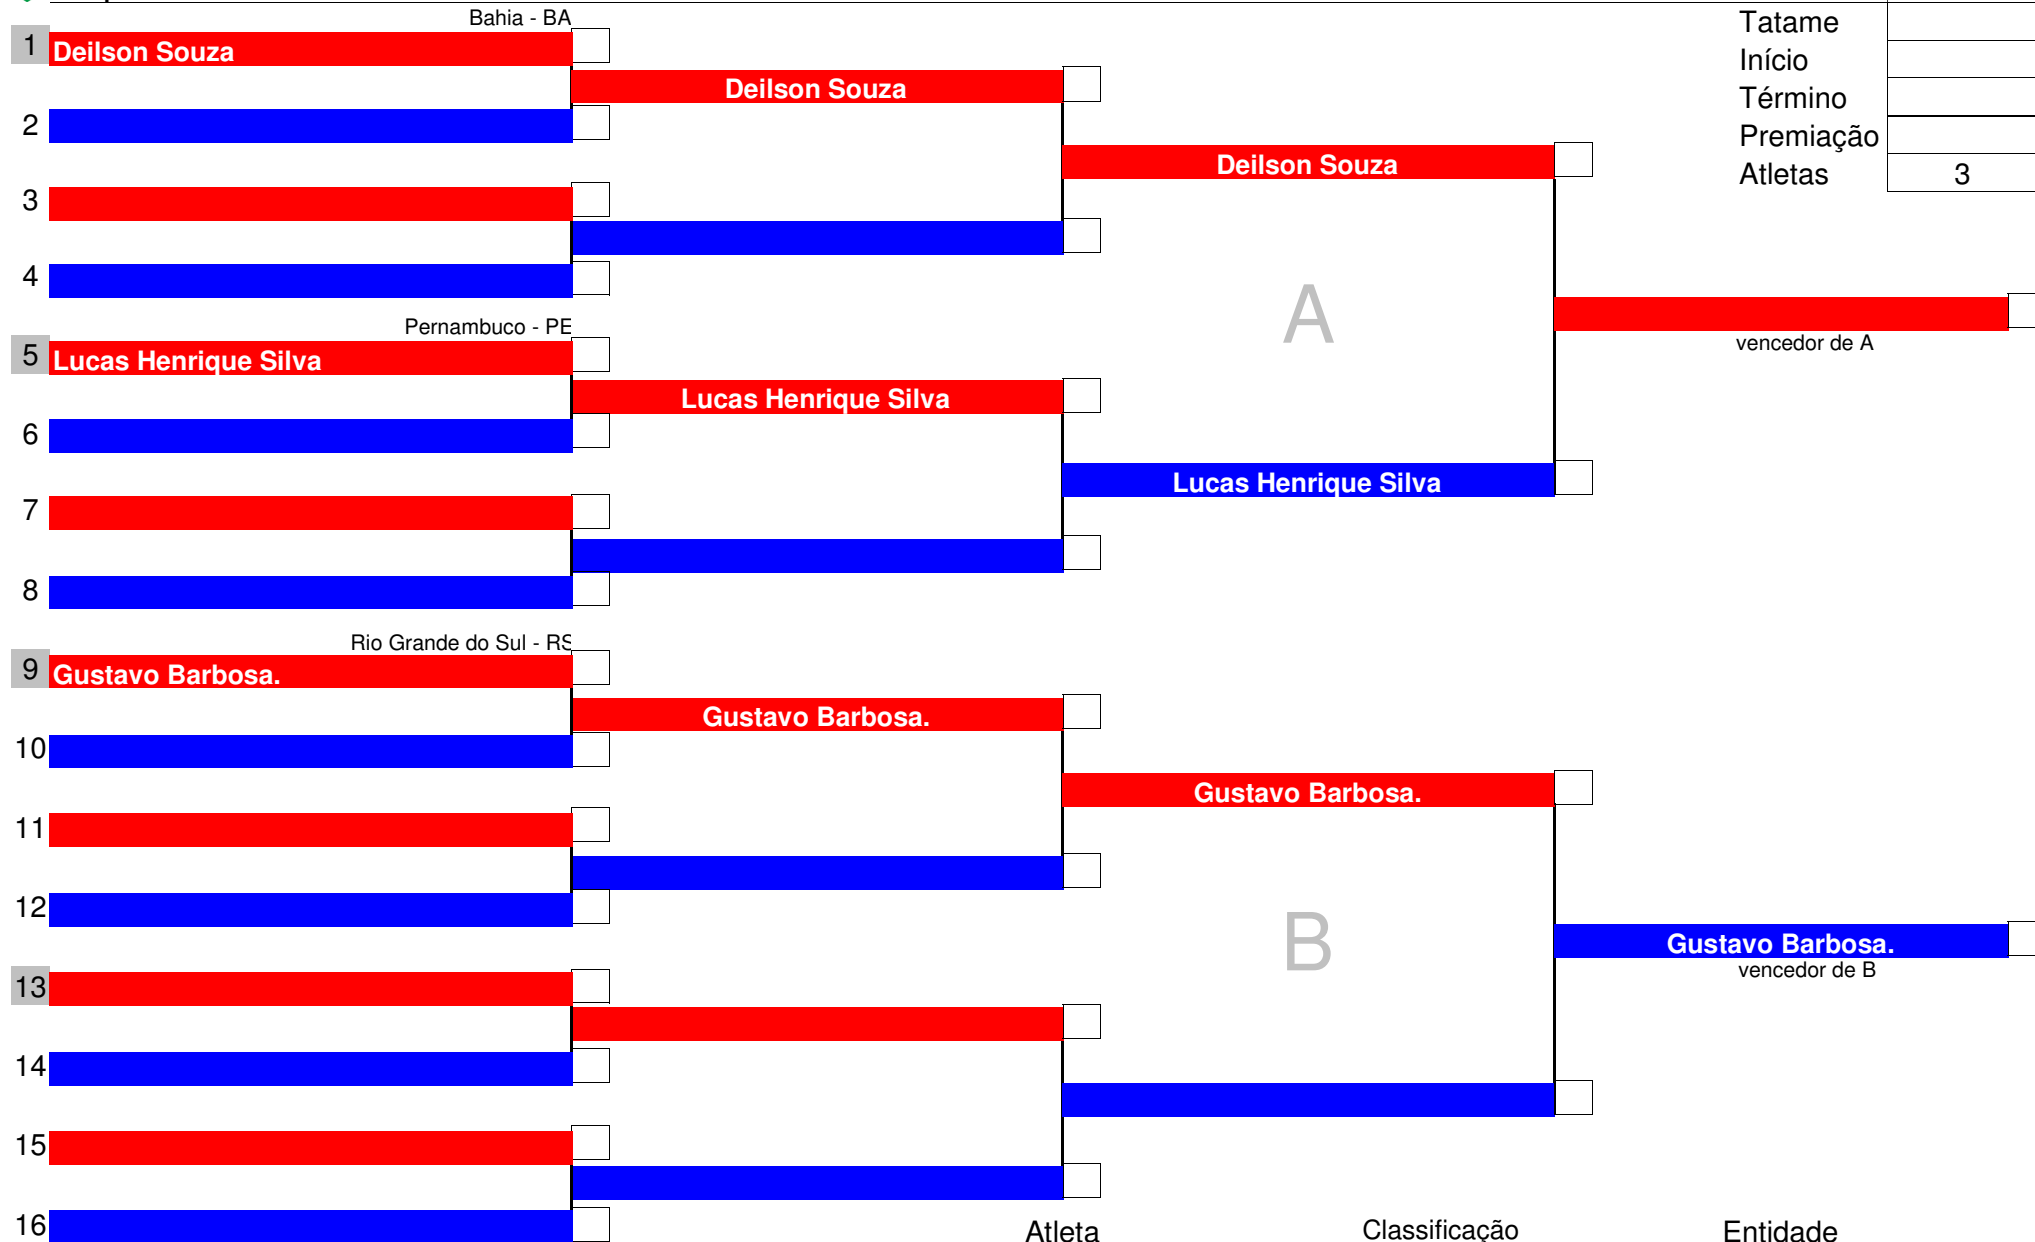 Bahia - BA
Tatame
1 Deilson Souza
Início
Deilson Souza
Término
2
Premiação
Deilson Souza
Atletas 3
3
4
A
Pernambuco - PE
vencedor de A
5 Lucas Henrique Silva
Lucas Henrique Silva
6
Lucas Henrique Silva
7
8
Rio Grande do Sul - RS
9 Gustavo Barbosa.
Gustavo Barbosa.
10
Gustavo Barbosa.
11
12
B
Gustavo Barbosa.
vencedor de B
13
14
15
16
Atleta Classificação Entidade